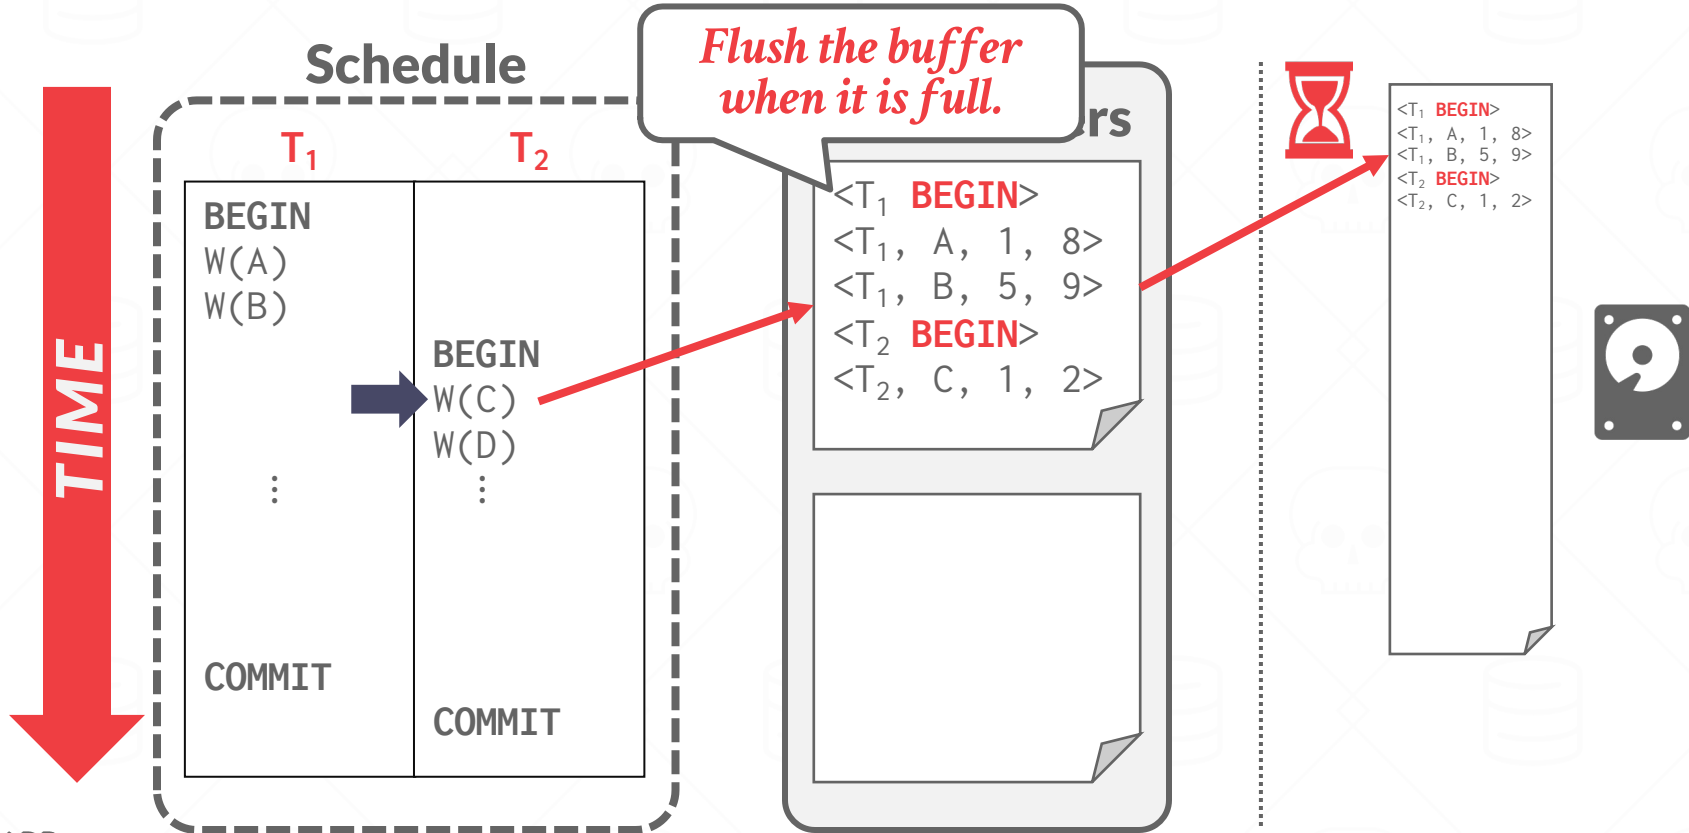 Schedule
T₁ T₂
BEGIN
W(A)
W(B)
BEGIN
W(C)
W(D)
⋮ ⋮
COMMIT
COMMIT
TIME
Flush the buffer
when it is full.
<T₁ BEGIN>
<T₁, A, 1, 8>
<T₁, B, 5, 9>
<T₂ BEGIN>
<T₂, C, 1, 2>
<T₁ BEGIN>
<T₁, A, 1, 8>
<T₁, B, 5, 9>
<T₂ BEGIN>
<T₂, C, 1, 2>